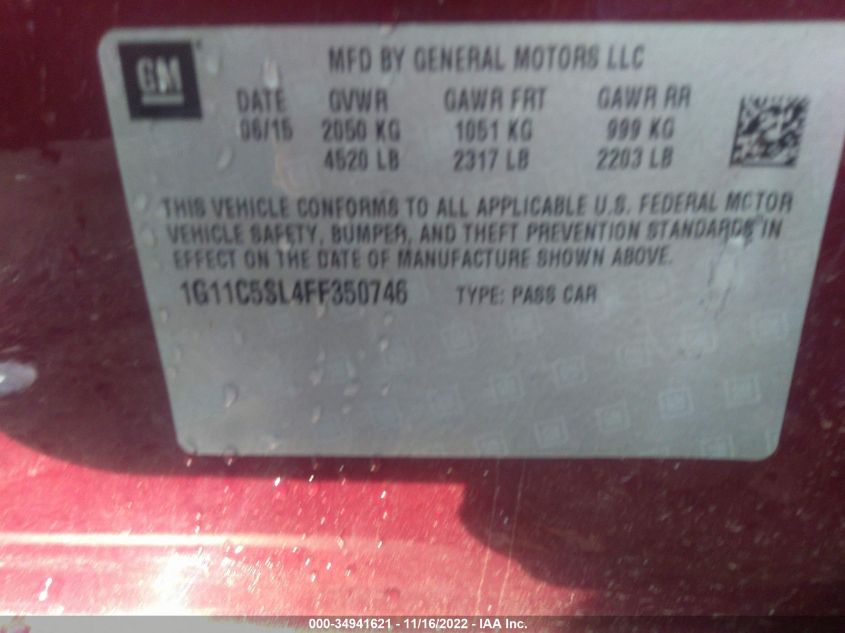 GM
MFD BY GENERAL MOTORS LLC
DATE GVWR GAWR FRT GAWR RR
06/15 2050 KG 1051 KG 999 KG
4520 LB 2317 LB 2203 LB
THIS VEHICLE CONFORMS TO ALL APPLICABLE U.S. FEDERAL MOTOR
VEHICLE SAFETY, BUMPER, AND THEFT PREVENTION STANDARDS IN
EFFECT ON THE DATE OF MANUFACTURE SHOWN ABOVE.
1G11C5SL4FF350746 TYPE: PASS CAR
000-34941621 - 11/16/2022 - IAA Inc.